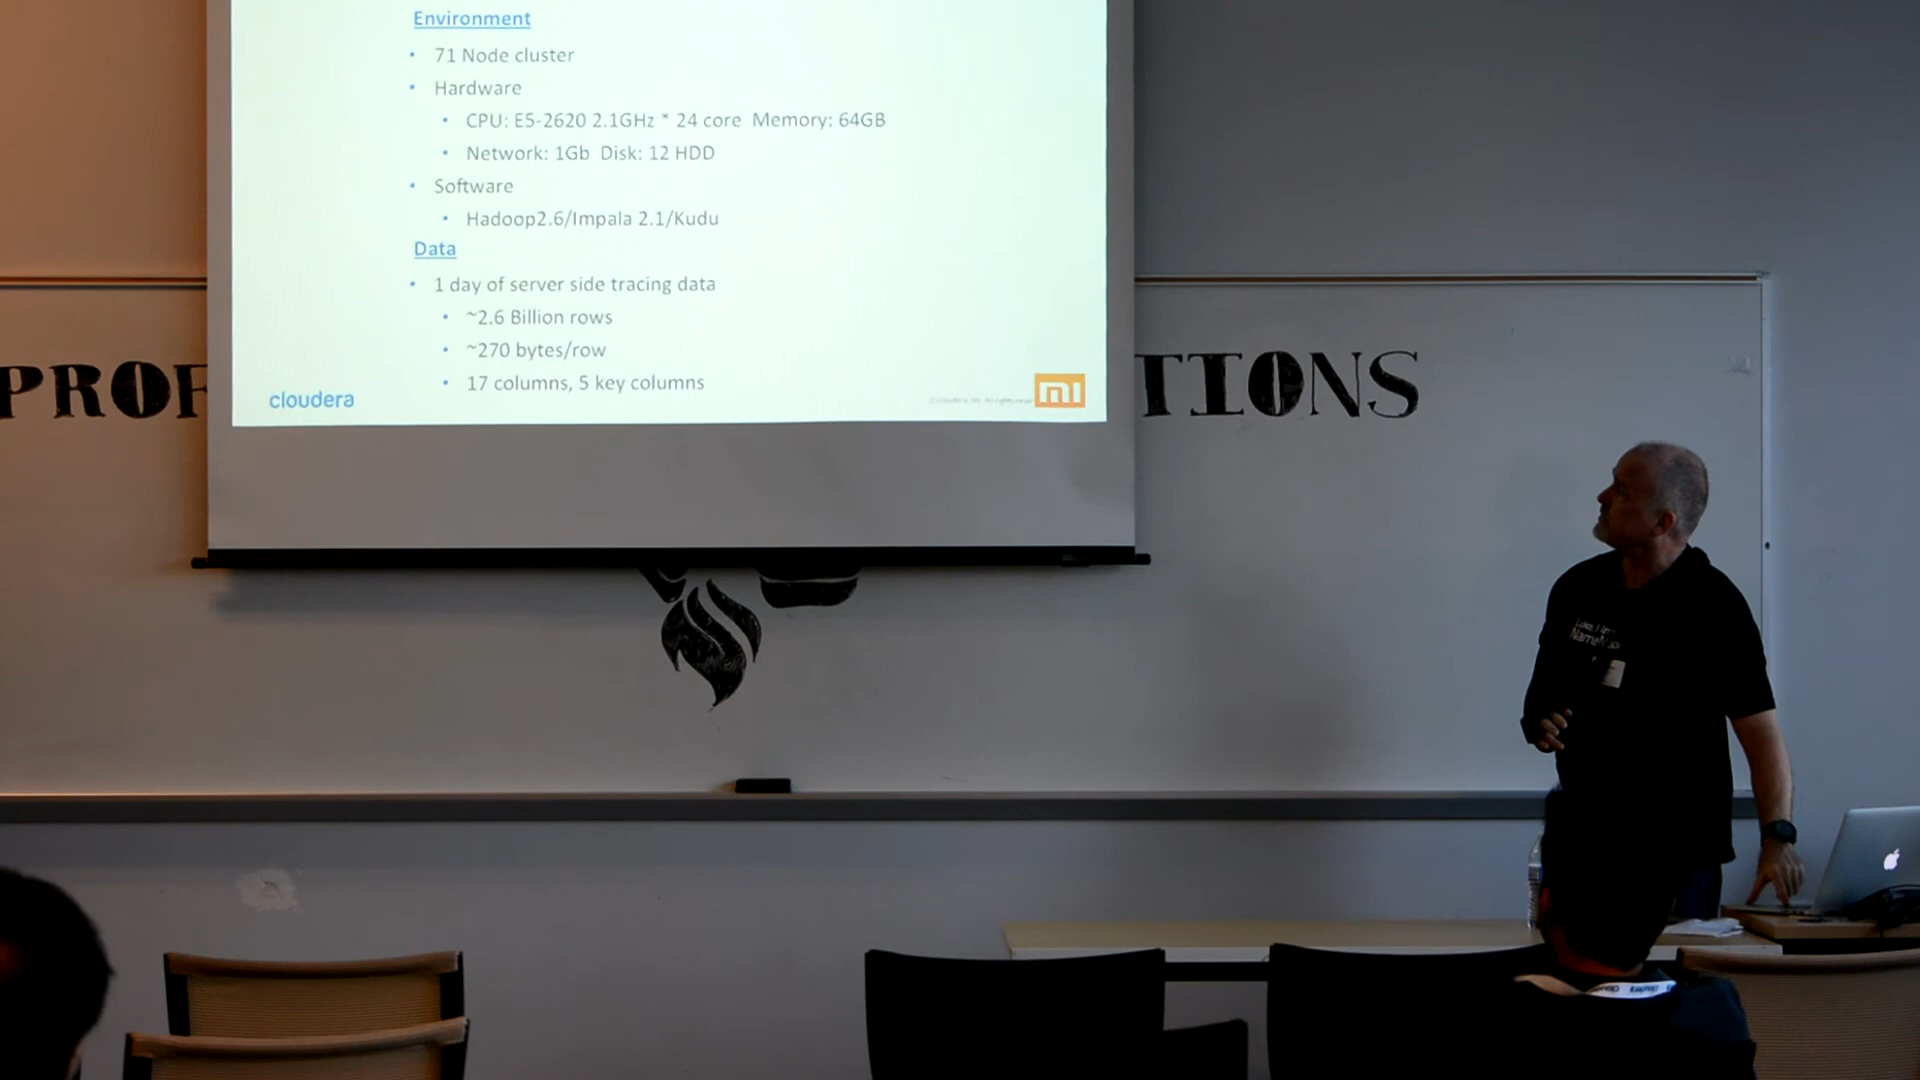 Environment
• 71 Node cluster
• Hardware
• CPU: E5-2620 2.1GHz * 24 core Memory: 64GB
• Network: 1Gb Disk: 12 HDD
• Software
• Hadoop2.6/Impala 2.1/Kudu
Data
• 1 day of server side tracing data
• ~2.6 Billion rows
• ~270 bytes/row
• 17 columns, 5 key columns
cloudera
mi
PROF
TIONS